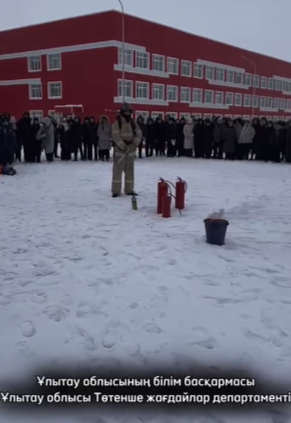 Ұлытау облысының білім басқармасы
Ұлытау облысы Төтенше жағдайлар департаменті